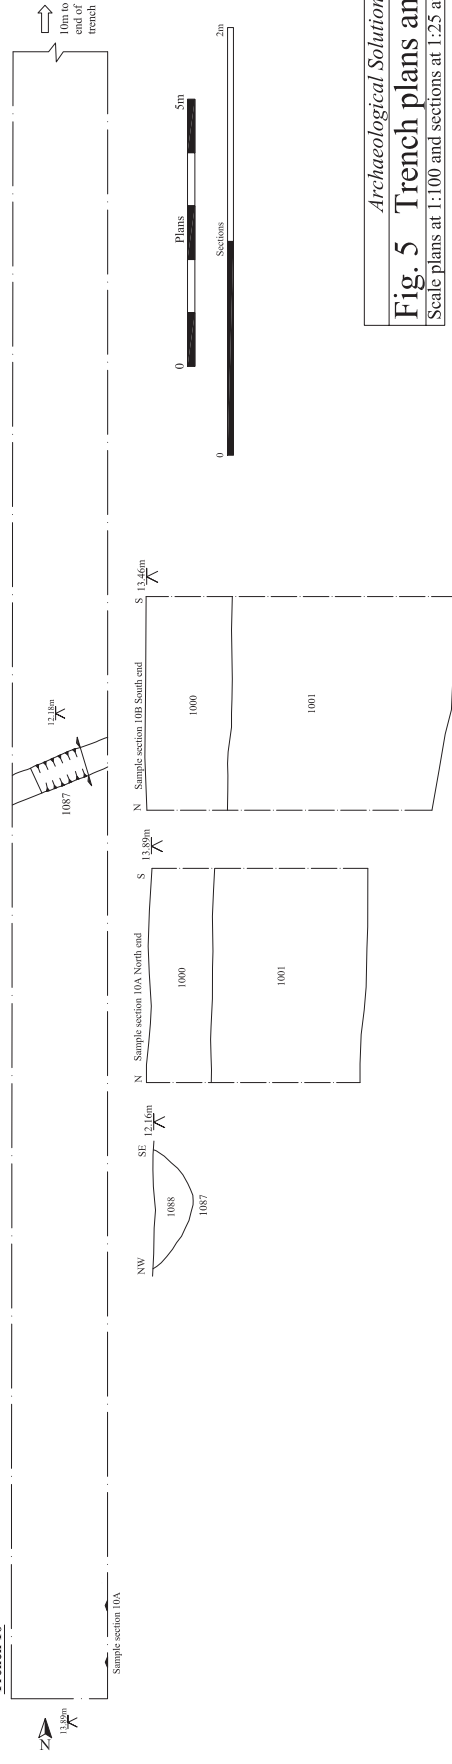 10m to
end of
trench
12.18m
1087
Sample section 10A
N
13.89m
0
Plans
5m
0
Sections
2m
NW
SE
12.16m
1088
1087
N
Sample section 10A North end
S
13.89m
1000
1001
N
Sample section 10B South end
S
13.46m
1000
1001
Archaeological Solution
Fig. 5 Trench plans an
Scale plans at 1:100 and sections at 1:25 a